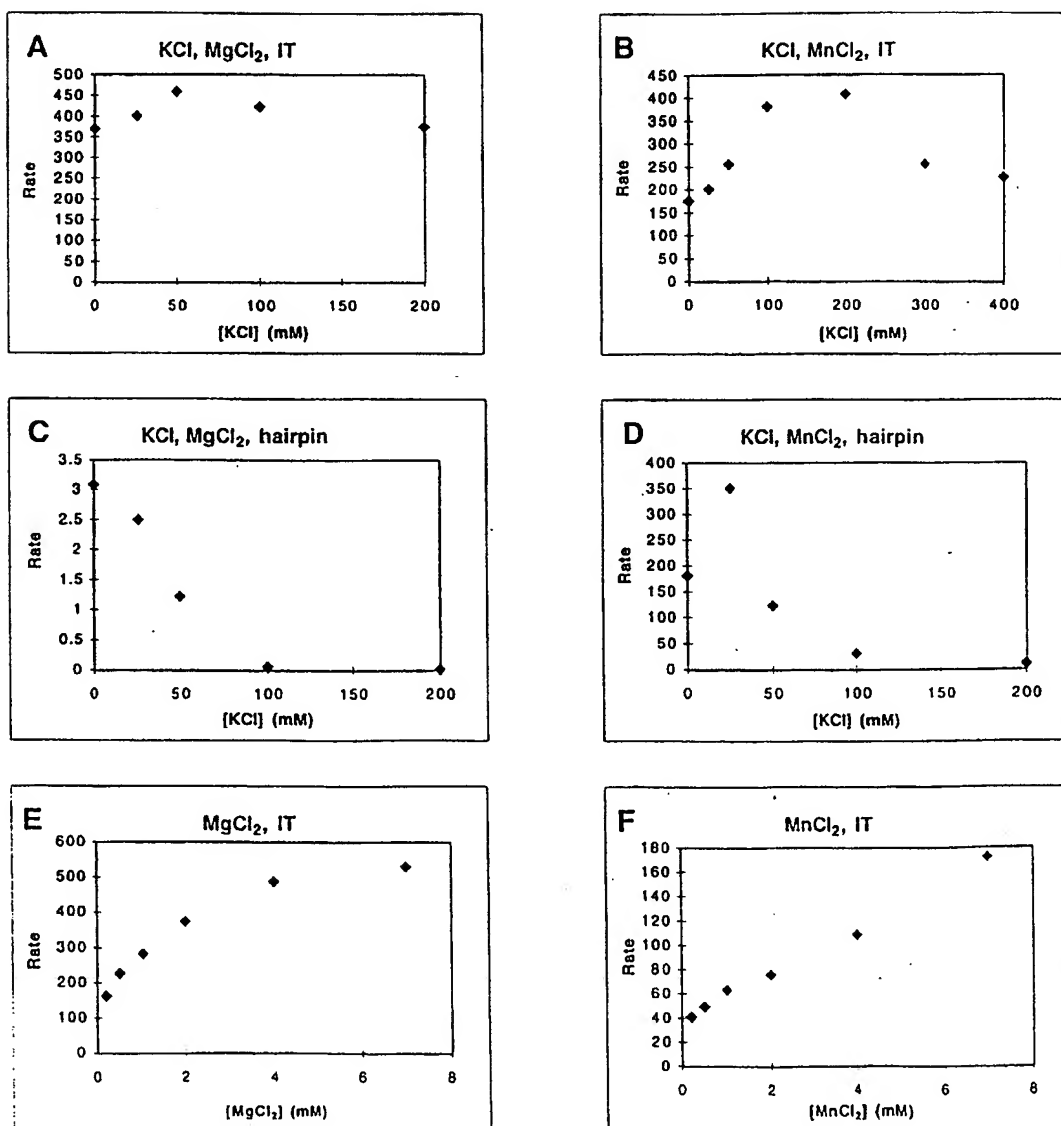 A
KCl, MgCl₂, IT
Rate
500
450
400
350
300
250
200
150
100
50
0
0 50 100 150 200
[KCl] (mM)
B
KCl, MnCl₂, IT
Rate
450
400
350
300
250
200
150
100
50
0
0 100 200 300 400
[KCl] (mM)
C
KCl, MgCl₂, hairpin
Rate
3.5
3
2.5
2
1.5
1
0.5
0
0 50 100 150 200
[KCl] (mM)
D
KCl, MnCl₂, hairpin
Rate
400
350
300
250
200
150
100
50
0
0 50 100 150 200
[KCl] (mM)
E
MgCl₂, IT
Rate
600
500
400
300
200
100
0
0 2 4 6 8
[MgCl₂] (mM)
F
MnCl₂, IT
Rate
180
160
140
120
100
80
60
40
20
0
0 2 4 6 8
[MnCl₂] (mM)